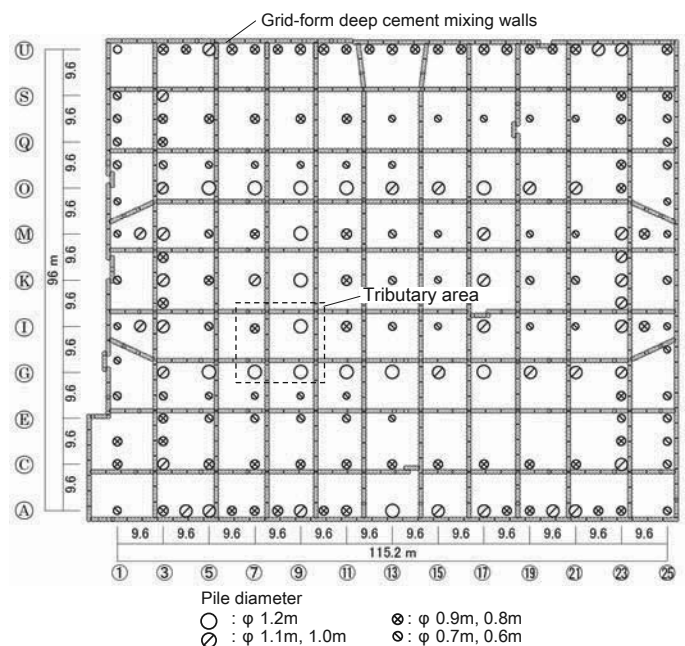 Grid-form deep cement mixing walls
Ⓤ
9.6
Ⓢ
9.6
Ⓠ
9.6
Ⓞ
9.6
Ⓜ
9.6
96 m
Ⓚ
9.6
Tributary area
Ⓘ
9.6
Ⓖ
9.6
Ⓔ
9.6
Ⓒ
9.6
Ⓐ
9.6 9.6 9.6 9.6 9.6 9.6 9.6 9.6 9.6 9.6 9.6 9.6
115.2 m
① ③ ⑤ ⑦ ⑨ ⑪ ⑬ ⑮ ⑰ ⑲ ㉑ ㉓ ㉕
Pile diameter
: φ 1.2m : φ 0.9m, 0.8m
: φ 1.1m, 1.0m : φ 0.7m, 0.6m